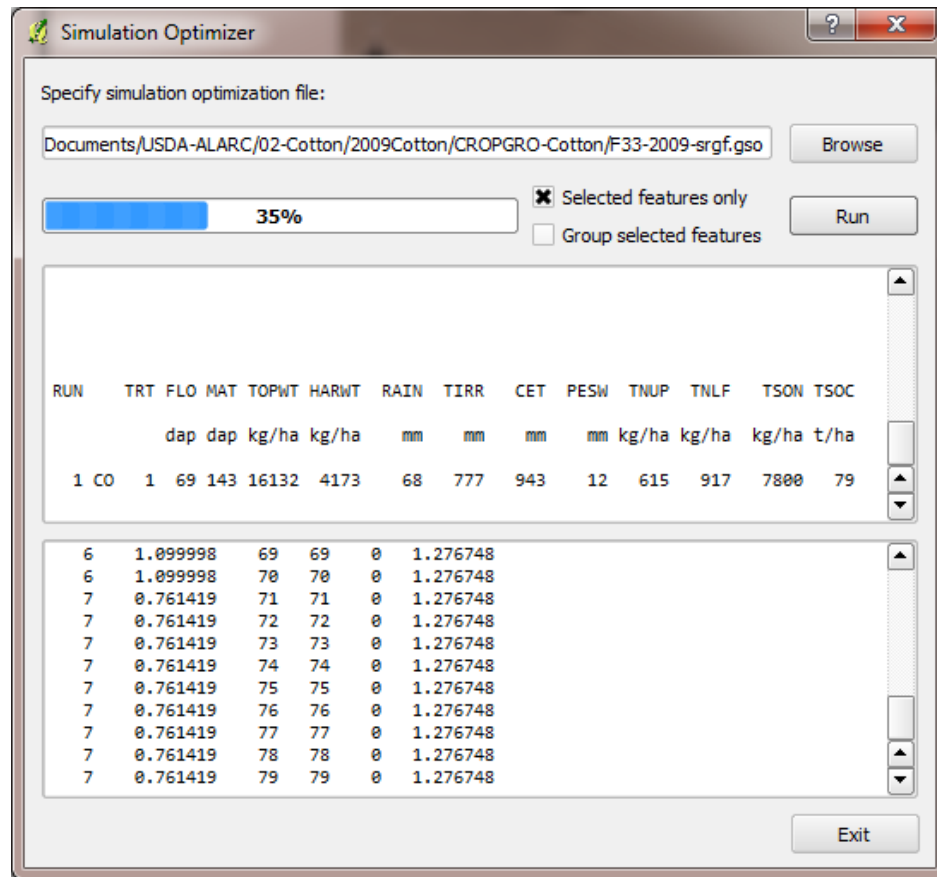 Simulation Optimizer
Specify simulation optimization file:
Documents/USDA-ALARC/02-Cotton/2009Cotton/CROPGRO-Cotton/F33-2009-srgf.gso Browse
35% Selected features only Run
Group selected features
RUN TRT FLO MAT TOPWT HARWT RAIN TIRR CET PESW TNUP TNLF TSON TSOC
dap dap kg/ha kg/ha mm mm mm mm kg/ha kg/ha kg/ha t/ha
1 CO 1 69 143 16132 4173 68 777 943 12 615 917 7800 79
6 1.099998 69 69 0 1.276748
6 1.099998 70 70 0 1.276748
7 0.761419 71 71 0 1.276748
7 0.761419 72 72 0 1.276748
7 0.761419 73 73 0 1.276748
7 0.761419 74 74 0 1.276748
7 0.761419 75 75 0 1.276748
7 0.761419 76 76 0 1.276748
7 0.761419 77 77 0 1.276748
7 0.761419 78 78 0 1.276748
7 0.761419 79 79 0 1.276748
Exit